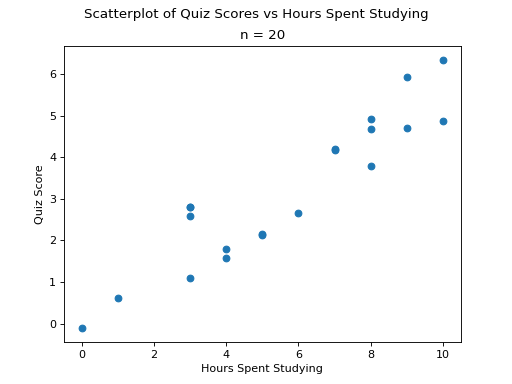 Scatterplot of Quiz Scores vs Hours Spent Studying
n = 20
6
5
4
3
2
1
0
Quiz Score
0 2 4 6 8 10
Hours Spent Studying